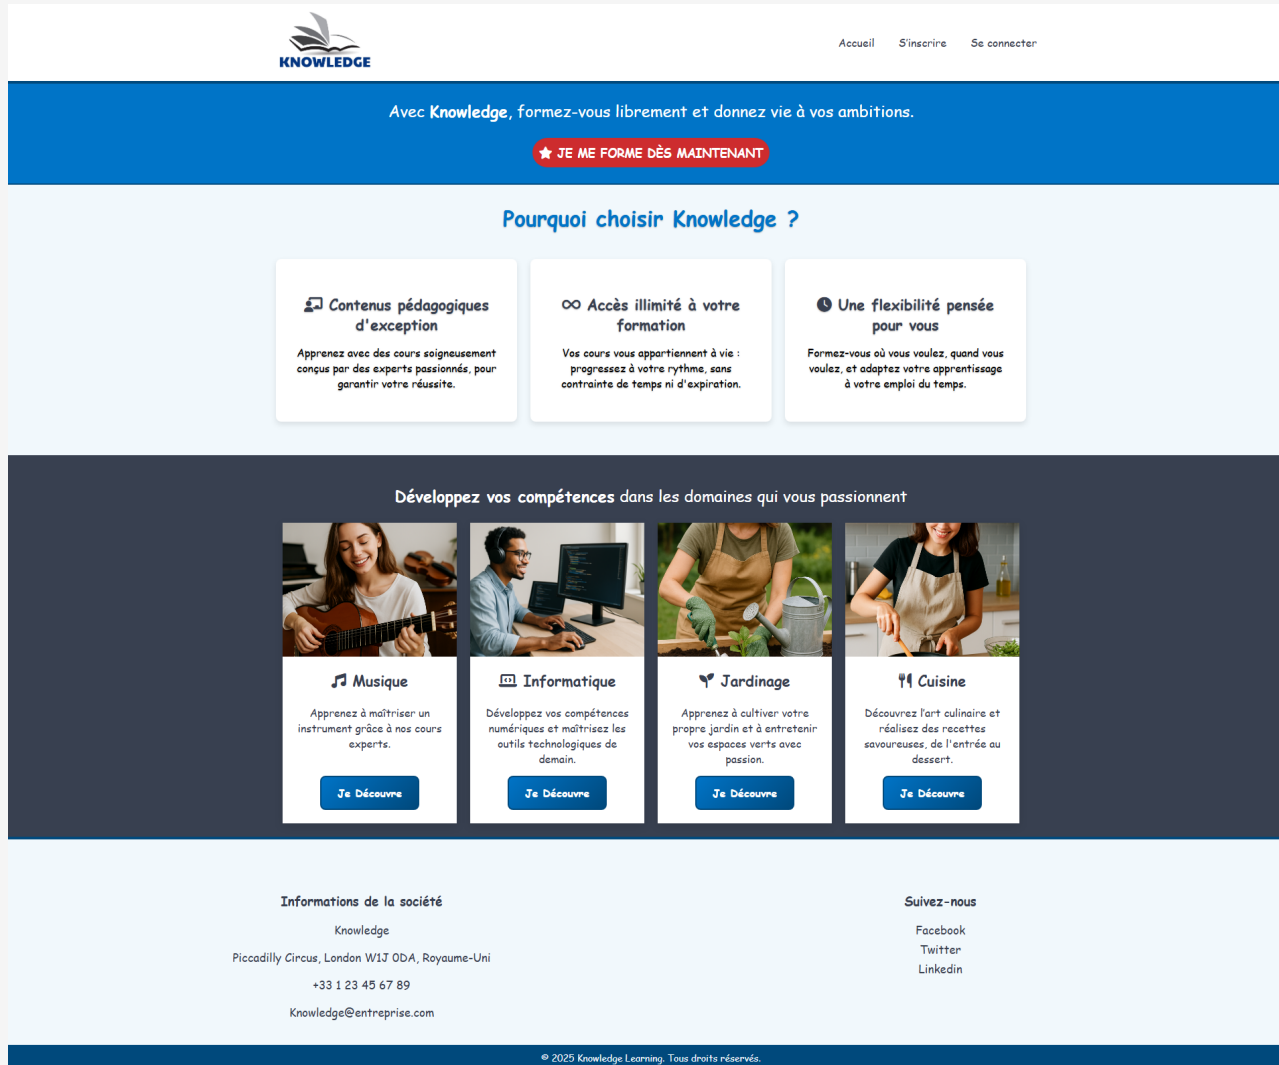 KNOWLEDGE
Accueil
S'inscrire
Se connecter
Avec Knowledge, formez-vous librement et donnez vie à vos ambitions.
JE ME FORME DÈS MAINTENANT
Pourquoi choisir Knowledge ?
Contenus pédagogiques
d'exception
Apprenez avec des cours soigneusement
conçus par des experts passionnés, pour
garantir votre réussite.
Accès illimité à votre
formation
Vos cours vous appartiennent à vie :
progressez à votre rythme, sans
contrainte de temps ni d'expiration.
Une flexibilité pensée
pour vous
Formez-vous où vous voulez, quand vous
voulez, et adaptez votre apprentissage
à votre emploi du temps.
Développez vos compétences dans les domaines qui vous passionnent
Musique
Apprenez à maîtriser un
instrument grâce à nos cours
experts.
Je Découvre
Informatique
Développez vos compétences
numériques et maîtrisez les
outils technologiques de
demain.
Je Découvre
Jardinage
Apprenez à cultiver votre
propre jardin et à entretenir
vos espaces verts avec
passion.
Je Découvre
Cuisine
Découvrez l'art culinaire et
réalisez des recettes
savoureuses, de l'entrée au
dessert.
Je Découvre
Informations de la société
Knowledge
Piccadilly Circus, London W1J 0DA, Royaume-Uni
+33 1 23 45 67 89
Knowledge@entreprise.com
Suivez-nous
Facebook
Twitter
Linkedin
© 2025 Knowledge Learning. Tous droits réservés.